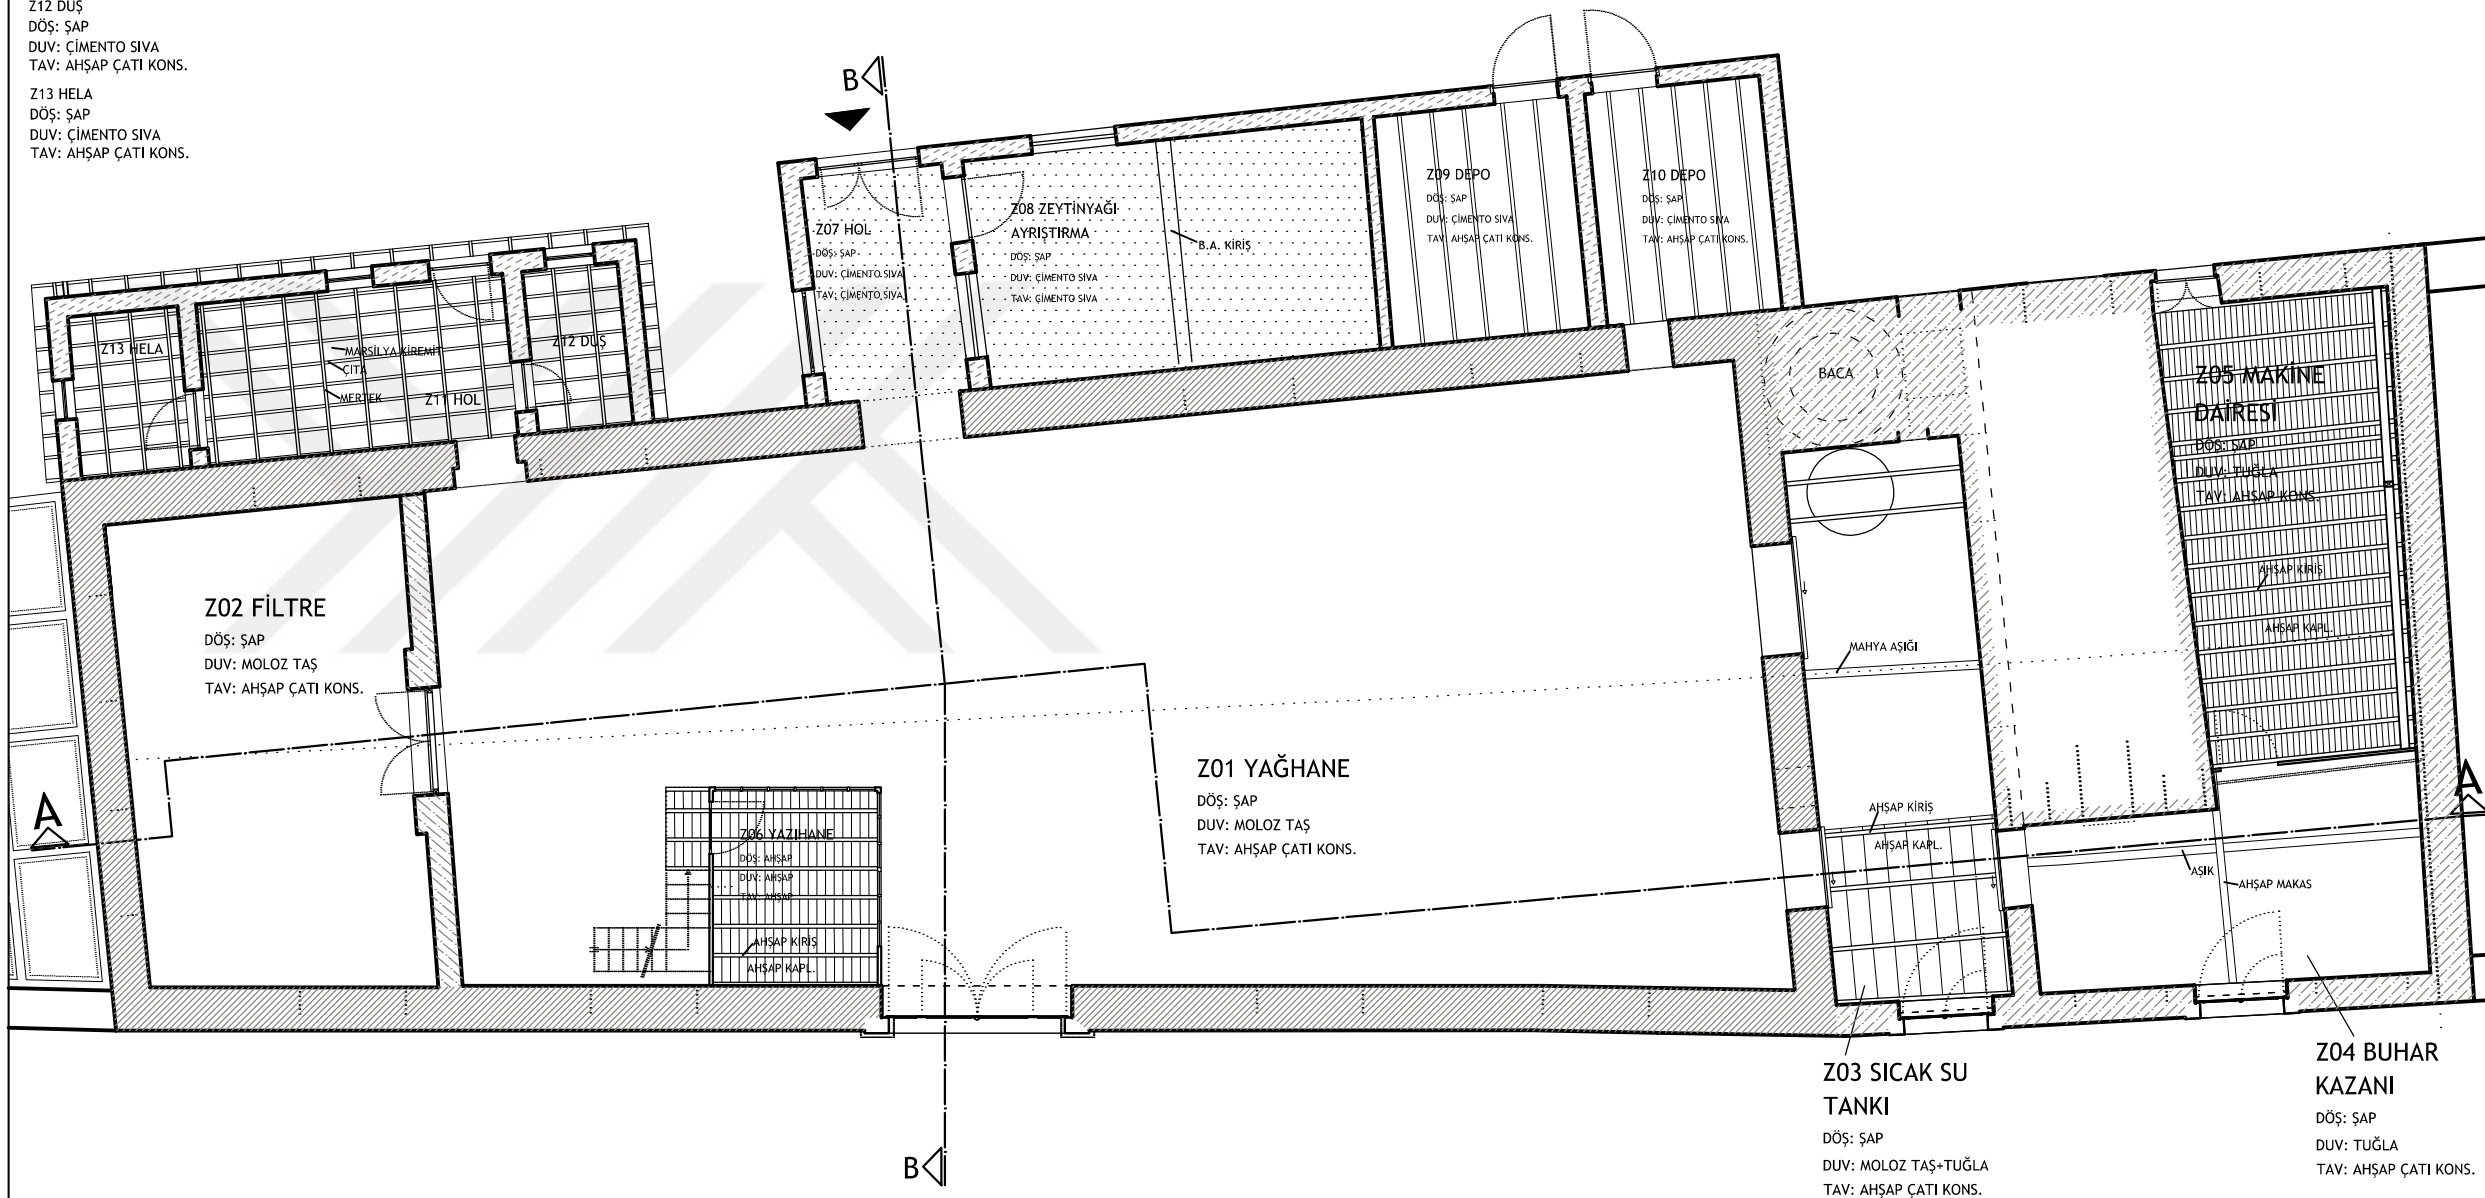 Z12 DUŞ
DÖŞ: ŞAP
DUV: ÇİMENTO SIVA
TAV: AHŞAP ÇATI KONS.
Z13 HELA
DÖŞ: ŞAP
DUV: ÇİMENTO SIVA
TAV: AHŞAP ÇATI KONS.
B
Z07 HOL
DÖŞ: ŞAP
DUV: ÇİMENTO SIVA
TAV: ÇİMENTO SIVA
Z08 ZEYTİNYAĞI
AYRIŞTIRMA
DÖŞ: ŞAP
DUV: ÇİMENTO SIVA
TAV: ÇİMENTO SIVA
B.A. KİRİŞ
Z09 DEPO
DÖŞ: ŞAP
DUV: ÇİMENTO SIVA
TAV: AHŞAP ÇATI KONS.
Z10 DEPO
DÖŞ: ŞAP
DUV: ÇİMENTO SIVA
TAV: AHŞAP ÇATI KONS.
Z13 HELA
MARSİLYA KİREMİT
ÇITA
MERTEK
Z11 HOL
Z12 DUŞ
BACA
Z05 MAKİNE
DAİRESİ
DÖŞ: ŞAP
DUV: TUĞLA
TAV: AHŞAP KONS.
AHŞAP KİRİŞ
AHŞAP KAPL.
Z02 FİLTRE
DÖŞ: ŞAP
DUV: MOLOZ TAŞ
TAV: AHŞAP ÇATI KONS.
MAHYA AŞIĞI
Z01 YAĞHANE
DÖŞ: ŞAP
DUV: MOLOZ TAŞ
TAV: AHŞAP ÇATI KONS.
A
A
Z06 YAZIHANE
DÖŞ: AHŞAP
DUV: AHŞAP
TAV: AHŞAP
AHŞAP KİRİŞ
AHŞAP KAPL.
AHŞAP KİRİŞ
AHŞAP KAPL.
AŞIK
AHŞAP MAKAS
Z03 SICAK SU
TANKI
DÖŞ: ŞAP
DUV: MOLOZ TAŞ+TUĞLA
TAV: AHŞAP ÇATI KONS.
Z04 BUHAR
KAZANI
DÖŞ: ŞAP
DUV: TUĞLA
TAV: AHŞAP ÇATI KONS.
B